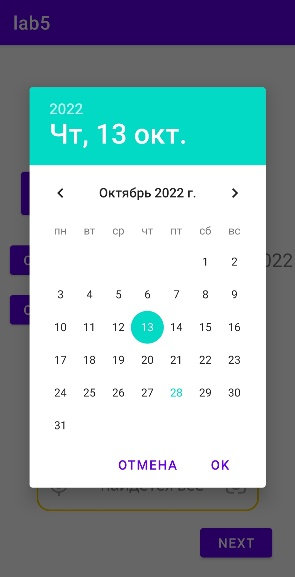 lab5
2022
Чт, 13 окт.
Октябрь 2022 г.
пн вт ср чт пт сб вс
1 2
3 4 5 6 7 8 9
10 11 12 13 14 15 16
17 18 19 20 21 22 23
24 25 26 27 28 29 30
31
ОТМЕНА OK
NEXT